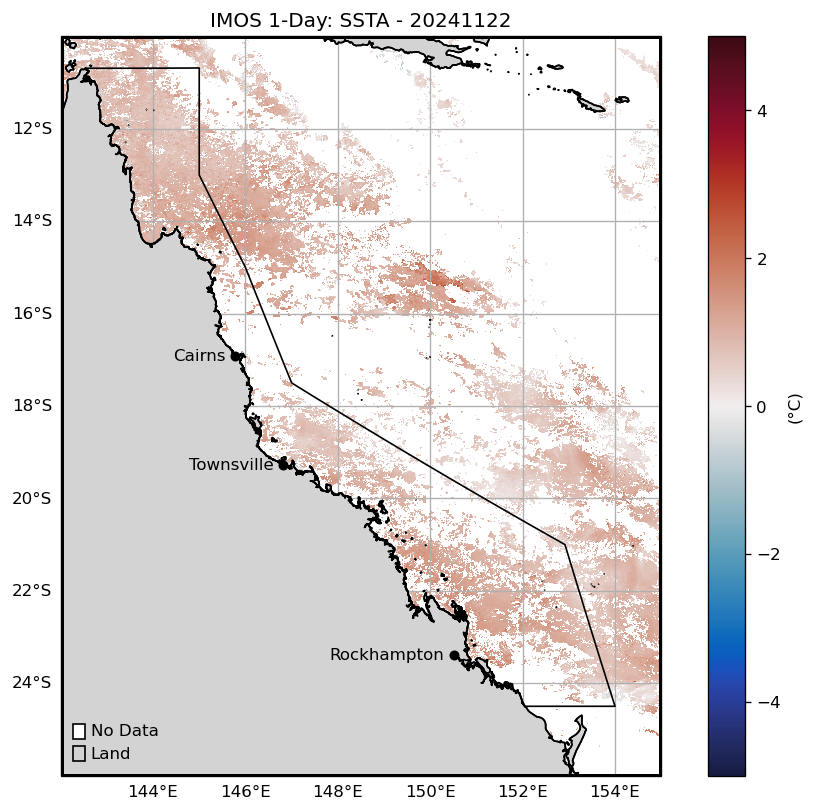 IMOS 1-Day: SSTA - 20241122
12°S
14°S
16°S
18°S
20°S
22°S
24°S
Cairns
Townsville
Rockhampton
No Data
Land
144°E 146°E 148°E 150°E 152°E 154°E
4
2
0
−2
−4
(°C)